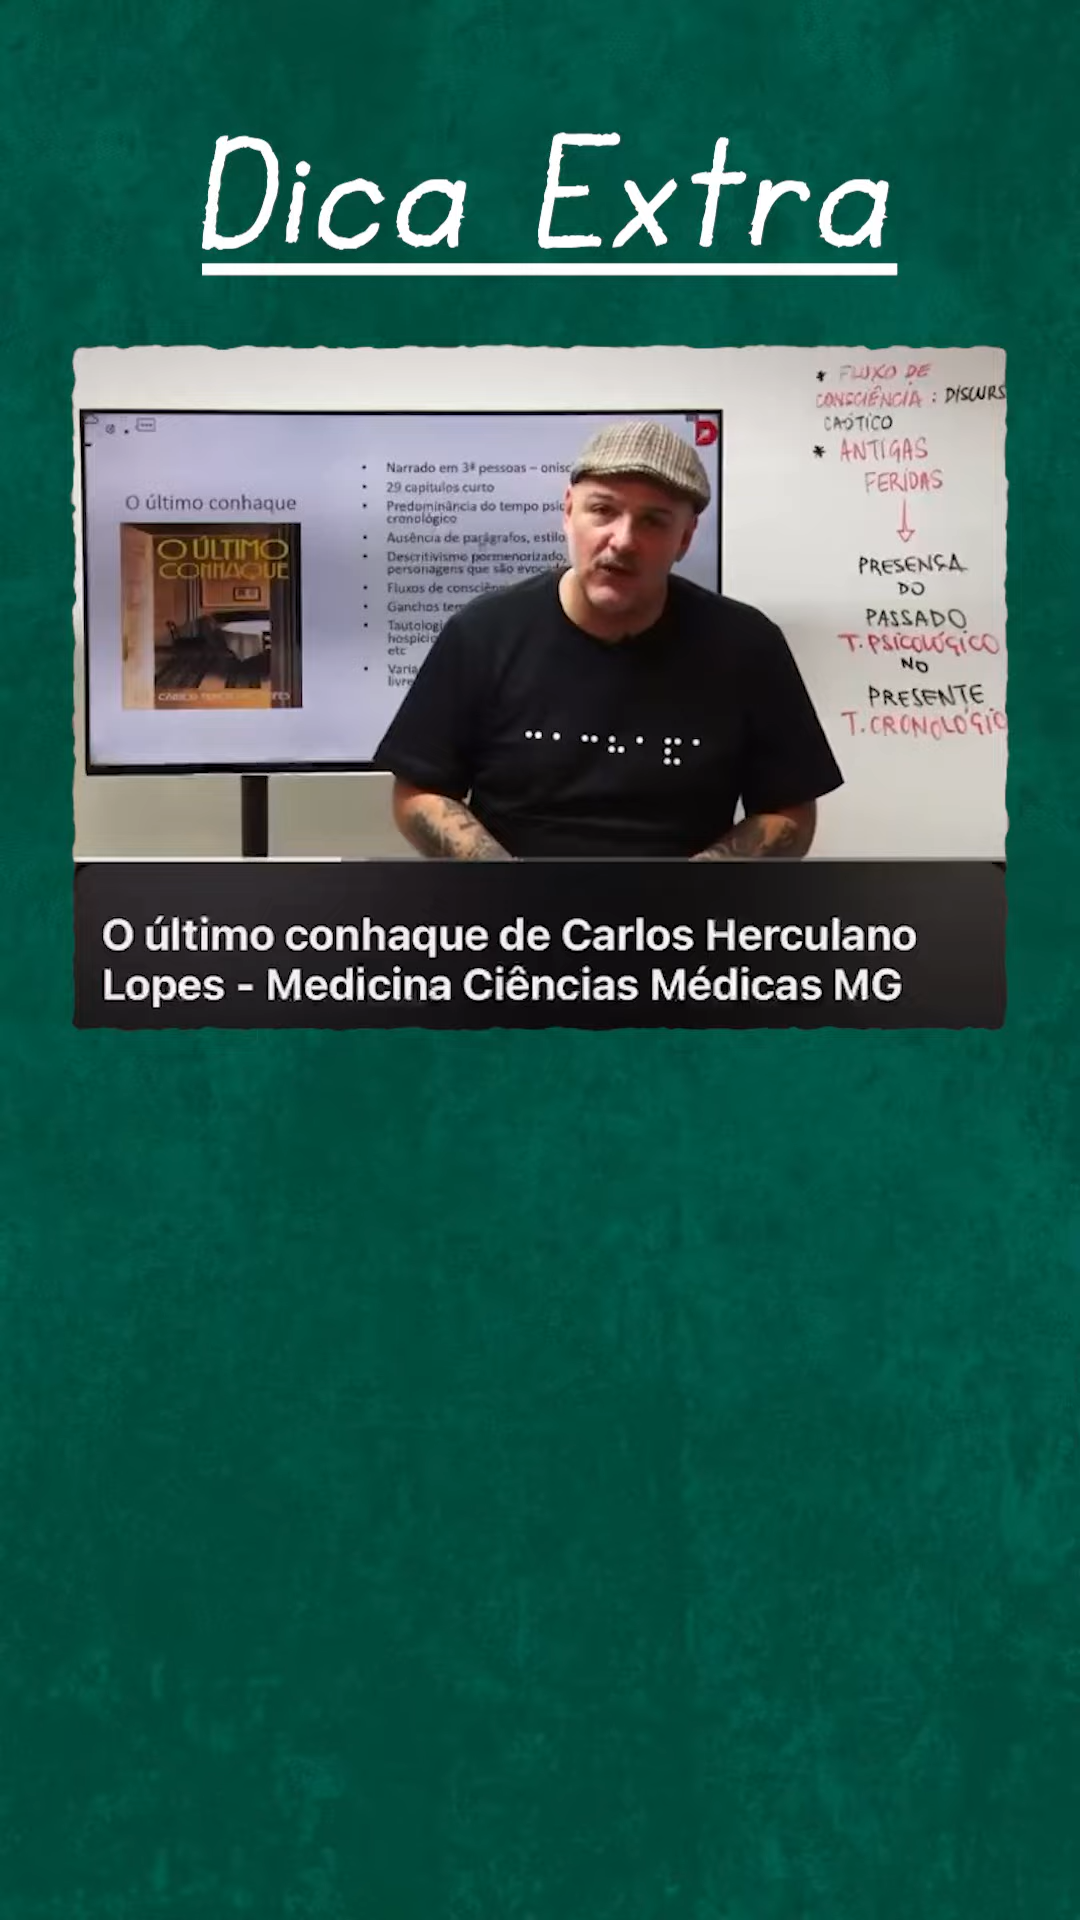 Dica Extra
* FLUXO DE
CONSCIÊNCIA : DISCURS
CAÓTICO
* ANTIGAS
FERIDAS
PRESENSA
DO
PASSADO
T. PSICOLÓGICO
NO
PRESENTE
T. CRONOLÓGIC
O último conhaque
O ÚLTIMO
CONHAQUE
• Narrado em 3ª pessoas – onisc
• 29 capítulos curto
• Predominância do tempo psic
cronológico
• Ausência de parágrafos, estilo
• Descritivismo pormenorizado,
personagens que são evocad
• Fluxos de consciên
• Ganchos tem
• Tautologi
hospício
etc
• Varia
livre
O último conhaque de Carlos Herculano
Lopes - Medicina Ciências Médicas MG